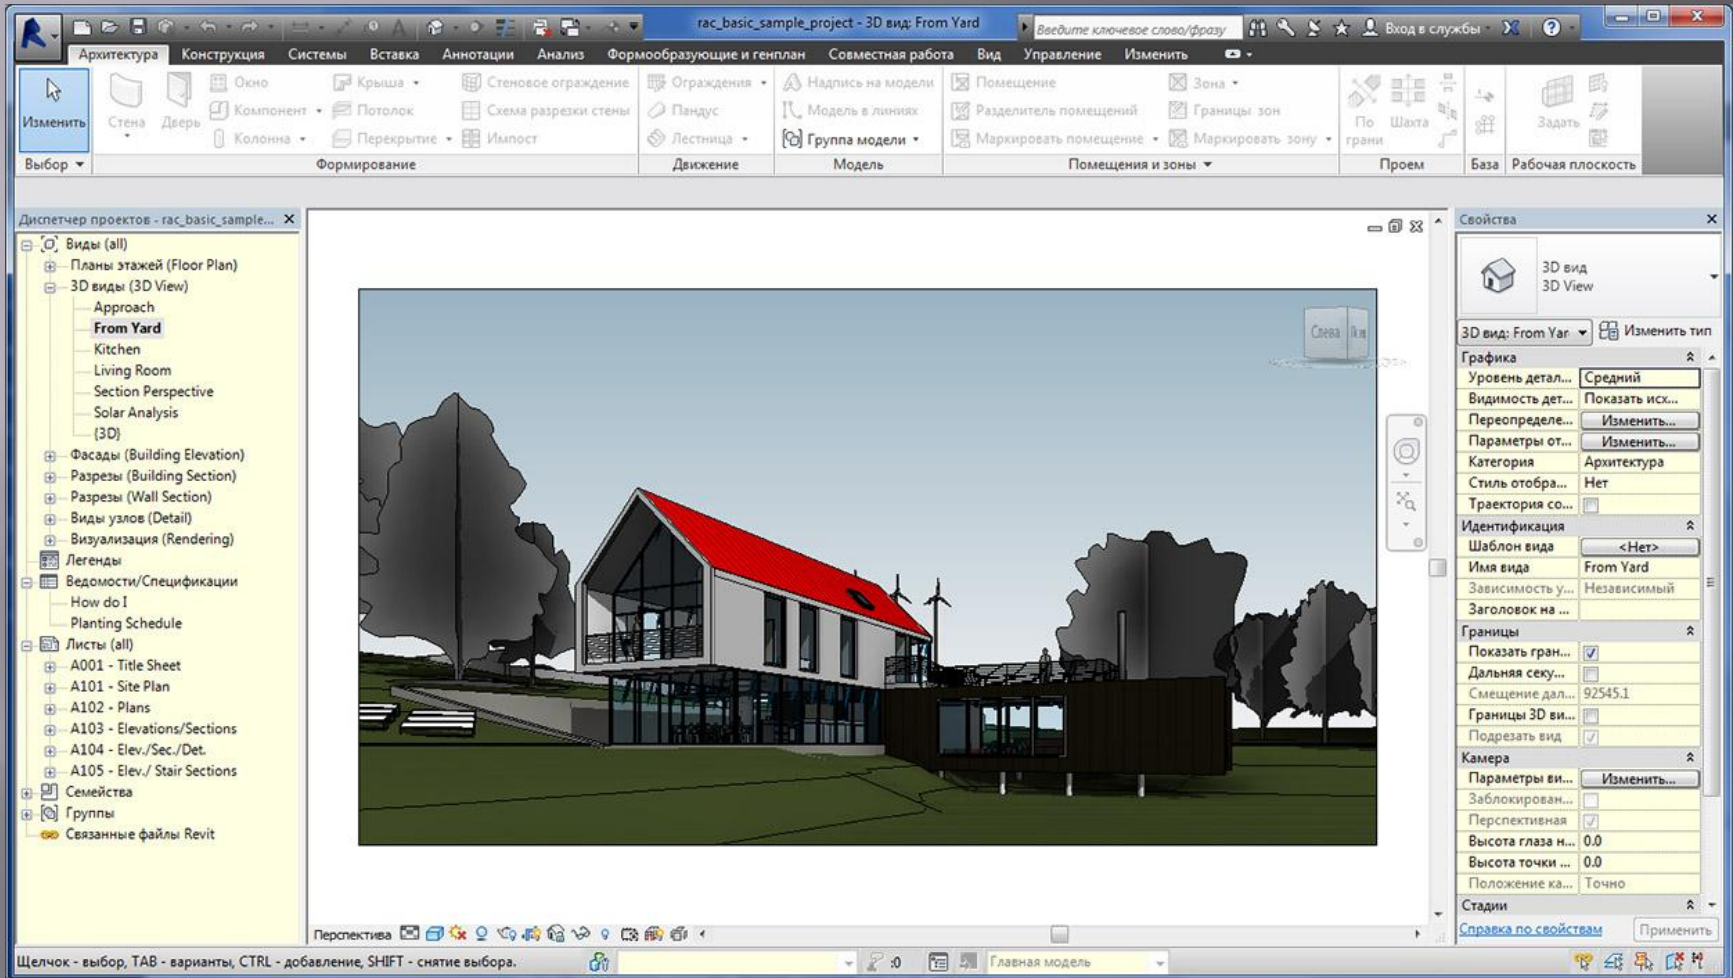 rac_basic_sample_project - 3D вид: From Yard
Введите ключевое слово/фразу
Вход в службы
Архитектура Конструкция Системы Вставка Аннотации Анализ Формообразующие и генплан Совместная работа Вид Управление Изменить
Изменить
Стена
Дверь
Окно
Компонент
Колонна
Крыша
Потолок
Перекрытие
Стеновое ограждение
Схема разрезки стены
Импост
Ограждения
Пандус
Лестница
Надпись на модели
Модель в линиях
Группа модели
Помещение
Разделитель помещений
Маркировать помещение
Зона
Границы зон
Маркировать зону
По грани
Шахта
Задать
Выбор Формирование Движение Модель Помещения и зоны Проем База Рабочая плоскость
Диспетчер проектов - rac_basic_sample...
Виды (all)
Планы этажей (Floor Plan)
3D виды (3D View)
Approach
From Yard
Kitchen
Living Room
Section Perspective
Solar Analysis
{3D}
Фасады (Building Elevation)
Разрезы (Building Section)
Разрезы (Wall Section)
Виды узлов (Detail)
Визуализация (Rendering)
Легенды
Ведомости/Спецификации
How do I
Planting Schedule
Листы (all)
A001 - Title Sheet
A101 - Site Plan
A102 - Plans
A103 - Elevations/Sections
A104 - Elev./Sec./Det.
A105 - Elev./ Stair Sections
Семейства
Группы
Связанные файлы Revit
Слева
Свойства
3D вид
3D View
3D вид: From Yar Изменить тип
Графика
Уровень детал... Средний
Видимость дет... Показать исх...
Переопределе... Изменить...
Параметры от... Изменить...
Категория Архитектура
Стиль отобра... Нет
Траектория со...
Идентификация
Шаблон вида <Нет>
Имя вида From Yard
Зависимость у... Независимый
Заголовок на ...
Границы
Показать гран...
Дальняя секу...
Смещение дал... 92545.1
Границы 3D ви...
Подрезать вид
Камера
Параметры ви... Изменить...
Заблокирован...
Перспективная
Высота глаза н... 0.0
Высота точки ... 0.0
Положение ка... Точно
Стадии
Справка по свойствам Применить
Перспектива
Щелчок - выбор, TAB - варианты, CTRL - добавление, SHIFT - снятие выбора.
:0
Главная модель